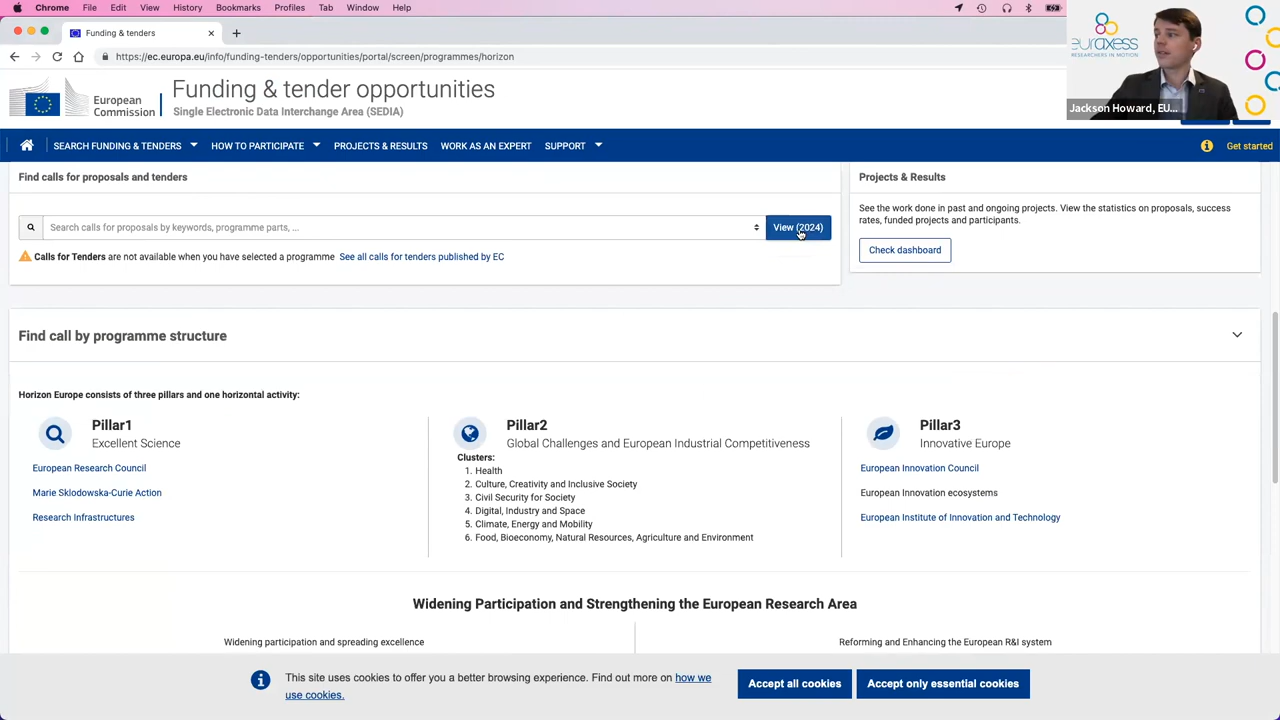 Chrome File Edit View History Bookmarks Profiles Tab Window Help
Funding & tenders
https://ec.europa.eu/info/funding-tenders/opportunities/portal/screen/programmes/horizon
euraxess
RESEARCHERS IN MOTION
Jackson Howard, EU...
European
Commission
Funding & tender opportunities
Single Electronic Data Interchange Area (SEDIA)
SEARCH FUNDING & TENDERS HOW TO PARTICIPATE PROJECTS & RESULTS WORK AS AN EXPERT SUPPORT Get started
Find calls for proposals and tenders
Search calls for proposals by keywords, programme parts, ...
View (2024)
Calls for Tenders are not available when you have selected a programme See all calls for tenders published by EC
Projects & Results
See the work done in past and ongoing projects. View the statistics on proposals, success
rates, funded projects and participants.
Check dashboard
Find call by programme structure
Horizon Europe consists of three pillars and one horizontal activity:
Pillar1
Excellent Science
European Research Council
Marie Sklodowska-Curie Action
Research Infrastructures
Pillar2
Global Challenges and European Industrial Competitiveness
Clusters:
1. Health
2. Culture, Creativity and Inclusive Society
3. Civil Security for Society
4. Digital, Industry and Space
5. Climate, Energy and Mobility
6. Food, Bioeconomy, Natural Resources, Agriculture and Environment
Pillar3
Innovative Europe
European Innovation Council
European Innovation ecosystems
European Institute of Innovation and Technology
Widening Participation and Strengthening the European Research Area
Widening participation and spreading excellence
Reforming and Enhancing the European R&I system
This site uses cookies to offer you a better browsing experience. Find out more on how we
use cookies.
Accept all cookies
Accept only essential cookies